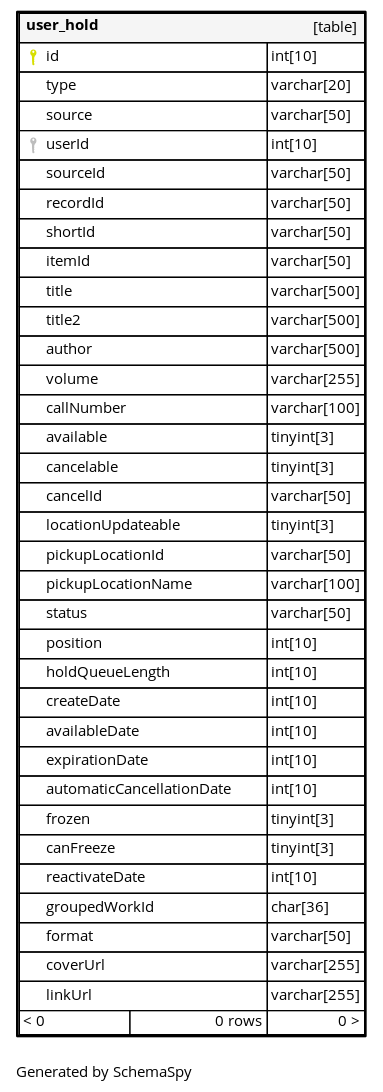 user_hold [table]
id int[10]
type varchar[20]
source varchar[50]
userId int[10]
sourceId varchar[50]
recordId varchar[50]
shortId varchar[50]
itemId varchar[50]
title varchar[500]
title2 varchar[500]
author varchar[500]
volume varchar[255]
callNumber varchar[100]
available tinyint[3]
cancelable tinyint[3]
cancelId varchar[50]
locationUpdateable tinyint[3]
pickupLocationId varchar[50]
pickupLocationName varchar[100]
status varchar[50]
position int[10]
holdQueueLength int[10]
createDate int[10]
availableDate int[10]
expirationDate int[10]
automaticCancellationDate int[10]
frozen tinyint[3]
canFreeze tinyint[3]
reactivateDate int[10]
groupedWorkId char[36]
format varchar[50]
coverUrl varchar[255]
linkUrl varchar[255]
< 0 0 rows 0 >
Generated by SchemaSpy